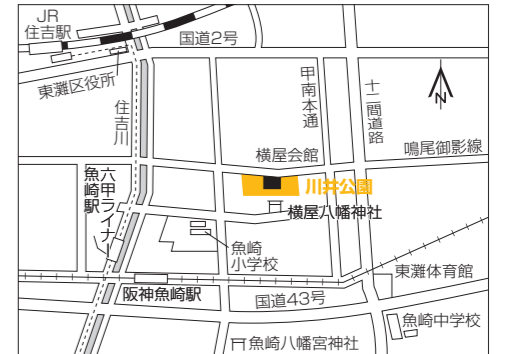 JR
住吉駅
国道2号
東灘区役所
住吉川
甲南本通
十二間道路
N
横屋会館
鳴尾御影線
川井公園
六甲ライナー
魚崎駅
横屋八幡神社
魚崎
小学校
東灘体育館
阪神魚崎駅
国道43号
魚崎中学校
魚崎八幡宮神社